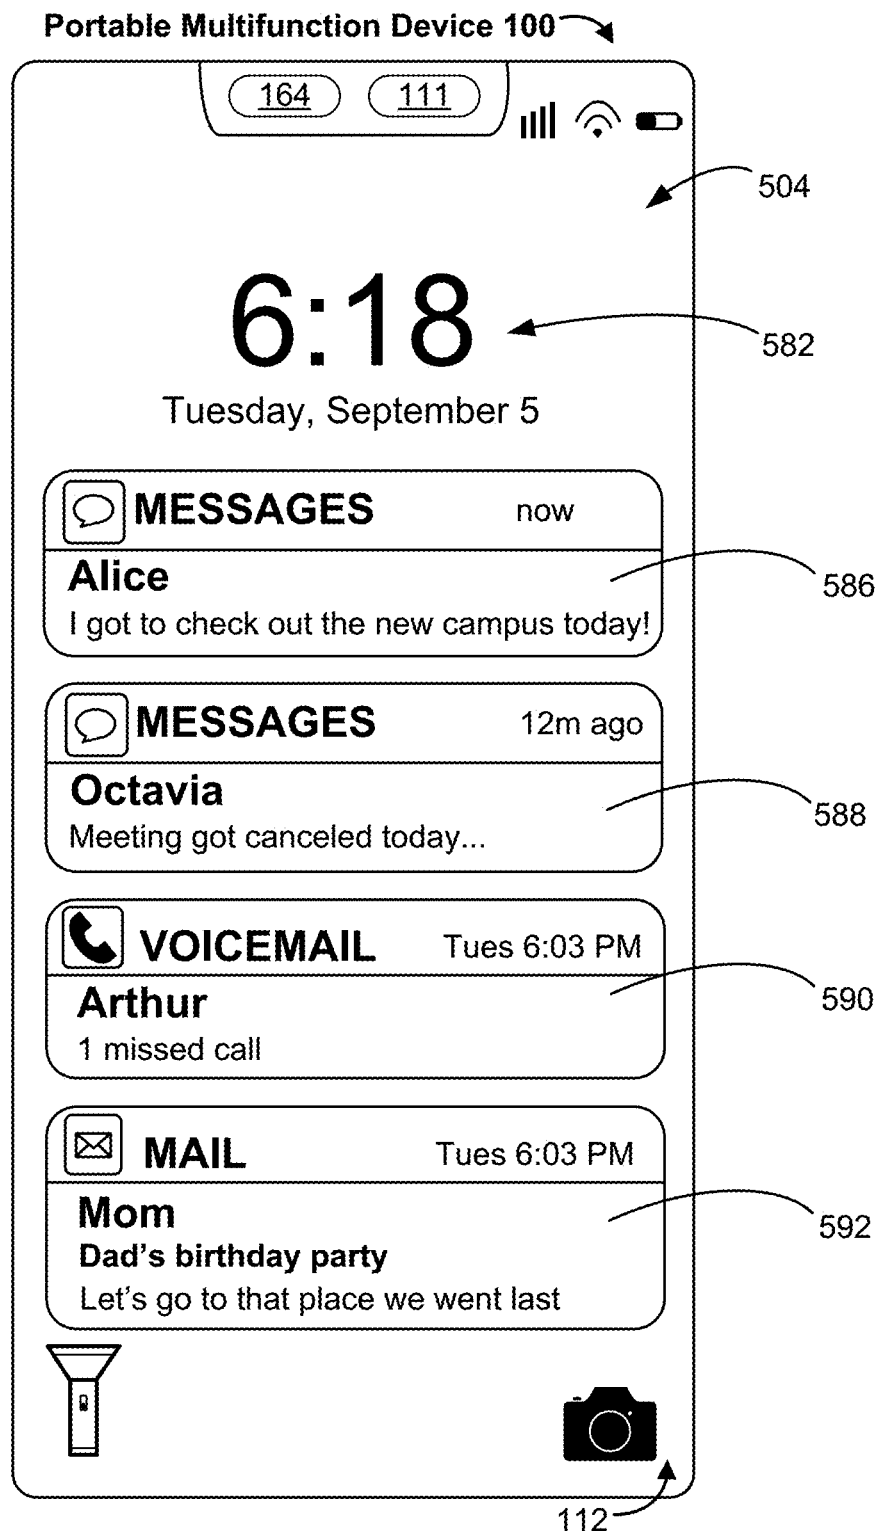 Portable Multifunction Device 100
164 111
504
6:18
582
Tuesday, September 5
MESSAGES now
Alice
586
I got to check out the new campus today!
MESSAGES 12m ago
Octavia
588
Meeting got canceled today...
VOICEMAIL Tues 6:03 PM
Arthur
590
1 missed call
MAIL Tues 6:03 PM
Mom
592
Dad's birthday party
Let's go to that place we went last
112